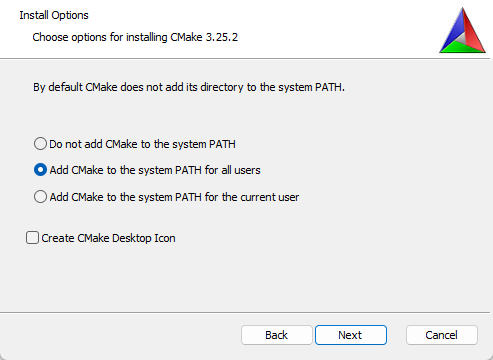 Install Options
Choose options for installing CMake 3.25.2
By default CMake does not add its directory to the system PATH.
Do not add CMake to the system PATH
Add CMake to the system PATH for all users
Add CMake to the system PATH for the current user
Create CMake Desktop Icon
Back Next Cancel